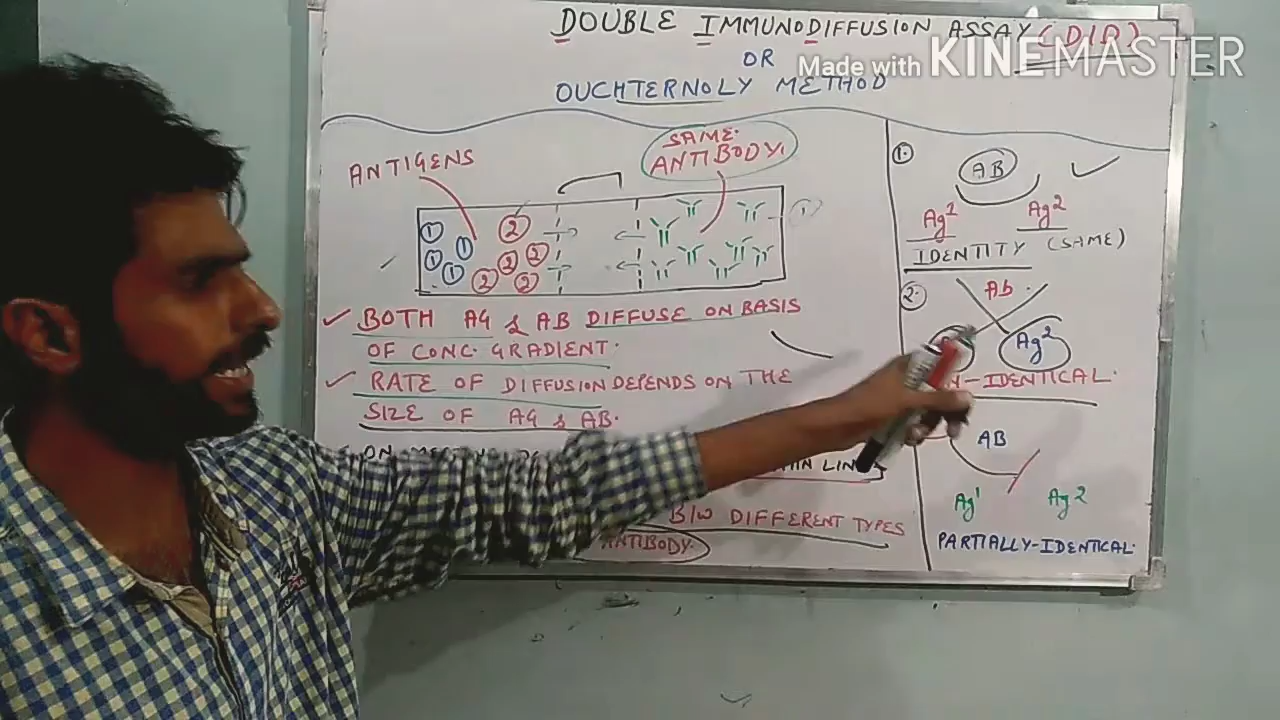 DOUBLE IMMUNODIFFUSION ASSAY (DIA)
OR
OUCHTERNOLY METHOD
Made with KINEMASTER
ANTIGENS
SAME
ANTIBODY
1 1 1 1
2 2 2 2 2
1
BOTH AG & AB DIFFUSE ON BASIS
OF CONC. GRADIENT.
RATE OF DIFFUSION DEPENDS ON THE
SIZE OF AG & AB.
ON
LINE
B/W DIFFERENT TYPES
ANTIBODY.
1.
AB
Ag1 Ag2
IDENTITY (SAME)
2.
Ab
Ag2
-IDENTICAL
AB
Ag1 Ag2
PARTIALLY-IDENTICAL